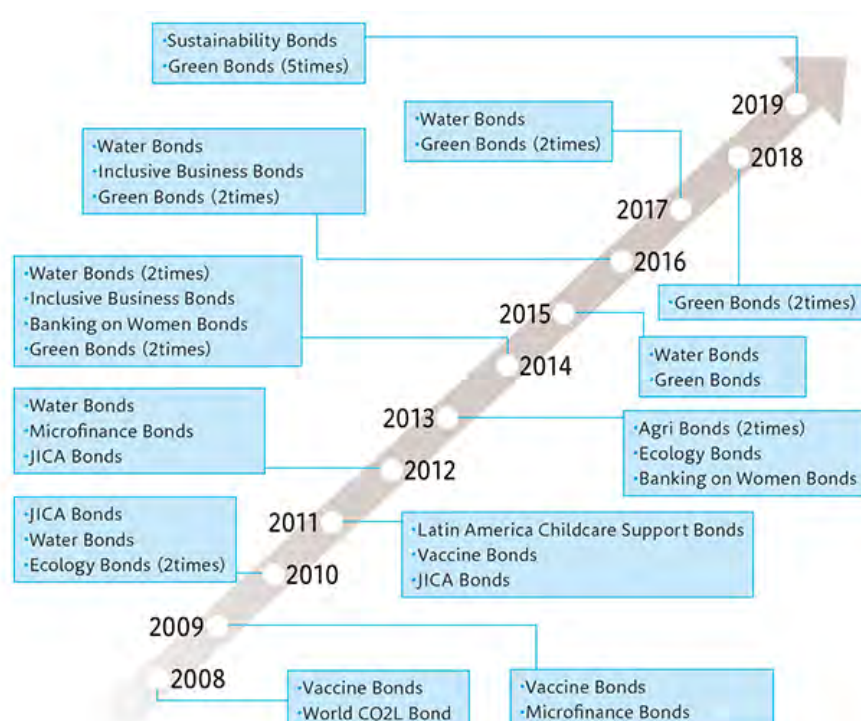 ·Sustainability Bonds
·Green Bonds (5times)
2019
·Water Bonds
·Green Bonds (2times)
2018
·Water Bonds
·Inclusive Business Bonds
·Green Bonds (2times)
2017
2016
·Water Bonds (2times)
·Inclusive Business Bonds
·Banking on Women Bonds
·Green Bonds (2times)
·Green Bonds (2times)
2015
·Water Bonds
·Green Bonds
2014
·Water Bonds
·Microfinance Bonds
·JICA Bonds
2013
·Agri Bonds (2times)
·Ecology Bonds
·Banking on Women Bonds
2012
·JICA Bonds
·Water Bonds
·Ecology Bonds (2times)
2011
·Latin America Childcare Support Bonds
·Vaccine Bonds
·JICA Bonds
2010
2009
2008
·Vaccine Bonds
·World CO2L Bond
·Vaccine Bonds
·Microfinance Bonds